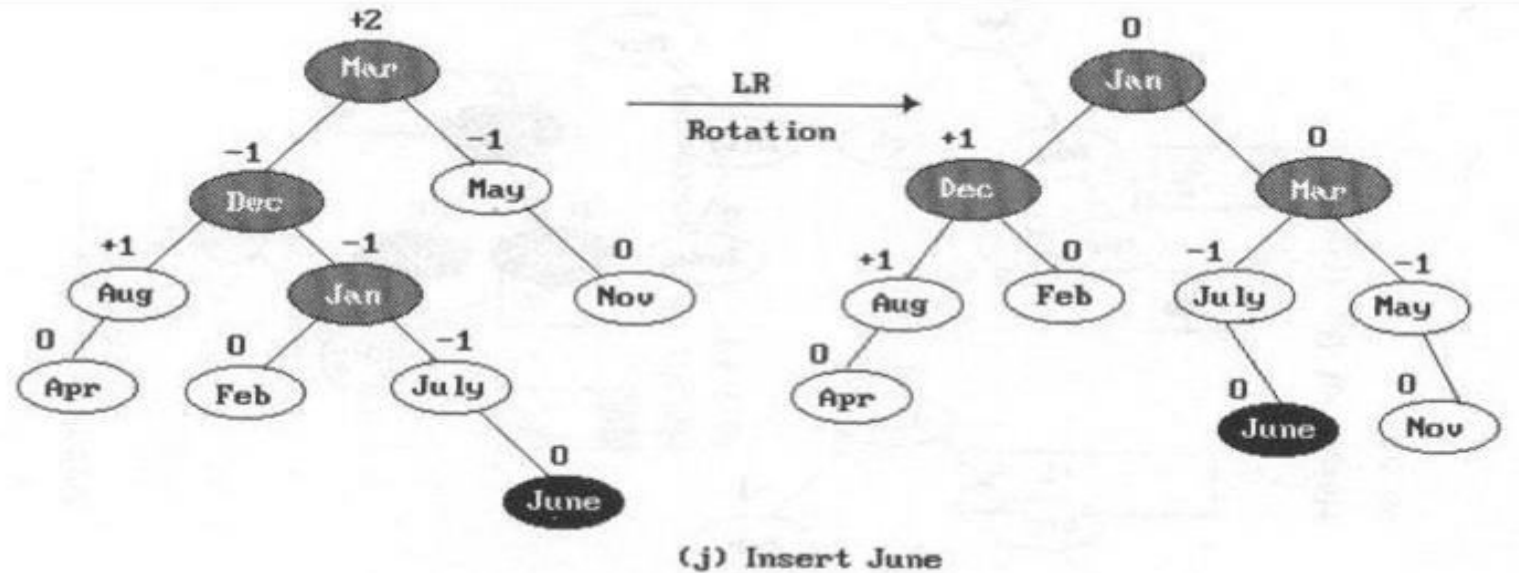 +2
Mar
-1
Dec
-1
May
+1
Aug
-1
Jan
0
Nov
0
Apr
0
Feb
-1
July
0
June
LR
Rotation
0
Jan
+1
Dec
0
Mar
+1
Aug
0
Feb
-1
July
-1
May
0
Apr
0
June
0
Nov
(j) Insert June